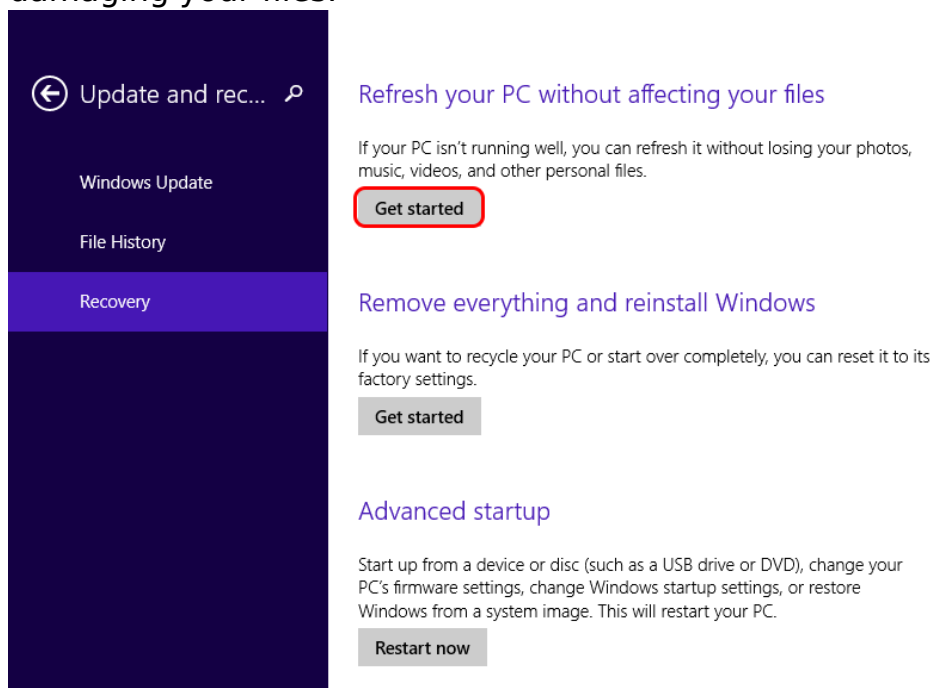 damaging your files.
Update and rec...
Windows Update
File History
Recovery
Refresh your PC without affecting your files
If your PC isn't running well, you can refresh it without losing your photos,
music, videos, and other personal files.
Get started
Remove everything and reinstall Windows
If you want to recycle your PC or start over completely, you can reset it to its
factory settings.
Get started
Advanced startup
Start up from a device or disc (such as a USB drive or DVD), change your
PC's firmware settings, change Windows startup settings, or restore
Windows from a system image. This will restart your PC.
Restart now